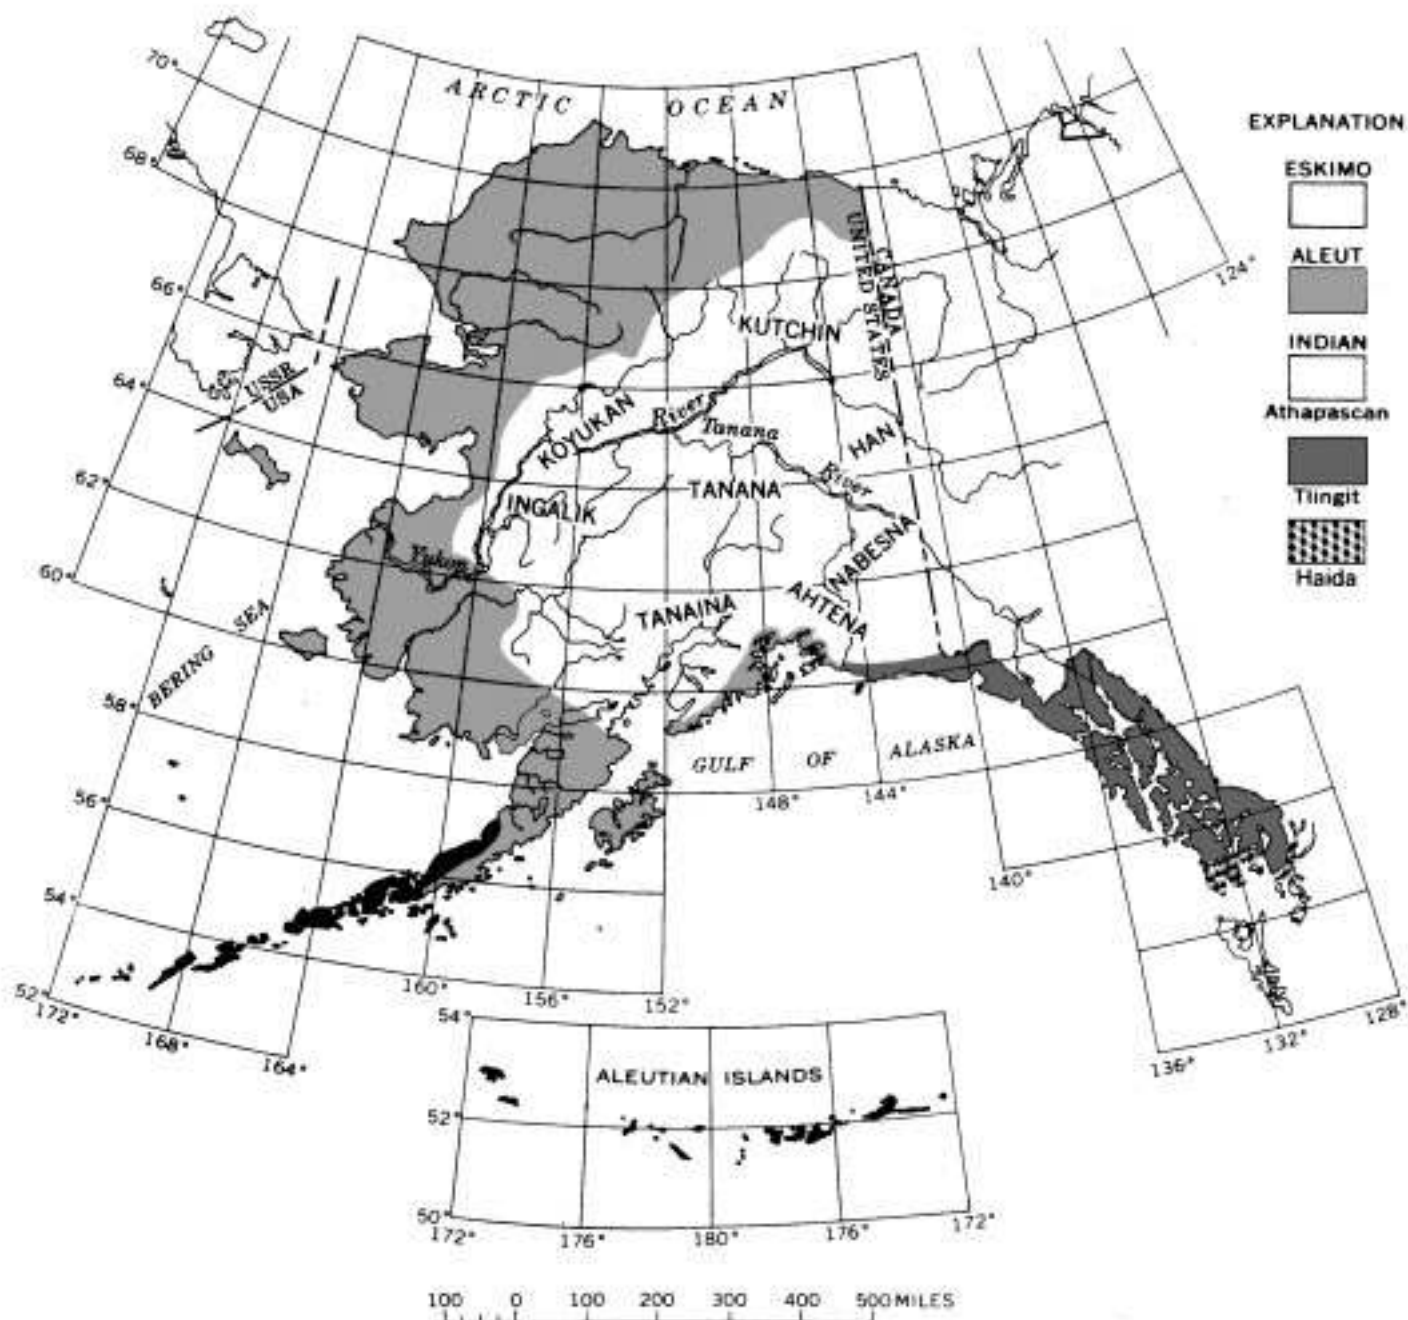 ARCTIC OCEAN
EXPLANATION
ESKIMO
ALEUT
INDIAN
Athapascan
Tlingit
Haida
70°
68°
66°
64°
62°
60°
58°
56°
54°
52°
172°
168°
164°
160°
156°
152°
148°
144°
140°
136°
132°
128°
124°
CANADA
UNITED STATES
USSR
USA
KUTCHIN
KOYUKAN
River
Tanana
River
HAN
TANANA
INGALIK
Yukon
NABESNA
AHTENA
TANAINA
BERING SEA
GULF OF ALASKA
54°
52°
50°
ALEUTIAN ISLANDS
172°
176°
180°
176°
172°
100 0 100 200 300 400 500 MILES